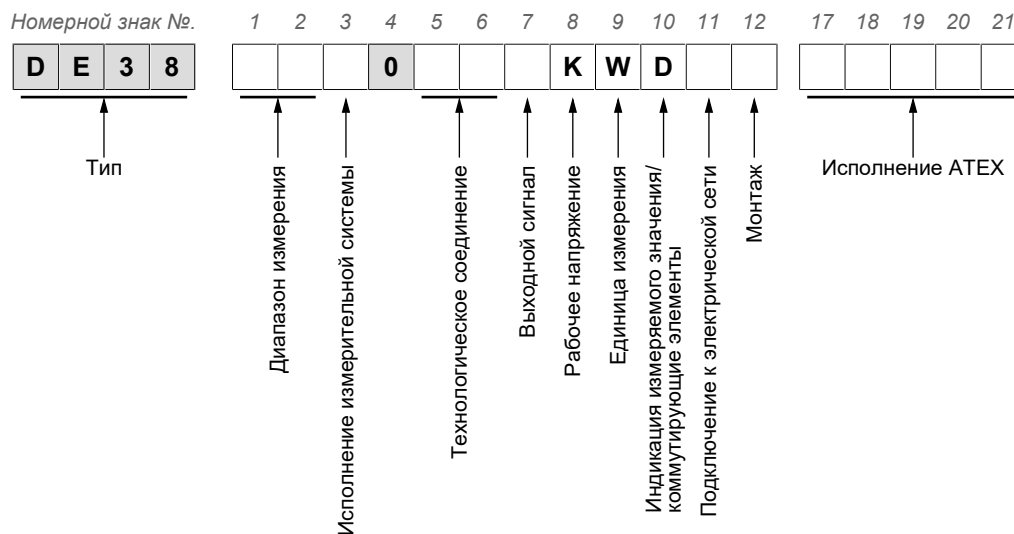 Номерной знак №. 1 2 3 4 5 6 7 8 9 10 11 12 17 18 19 20 21
D E 3 8 0 K W D
Тип
Диапазон измерения
Исполнение измерительной системы
Технологическое соединение
Выходной сигнал
Рабочее напряжение
Единица измерения
Индикация измеряемого значения/
коммутирующие элементы
Подключение к электрической сети
Монтаж
Исполнение ATEX